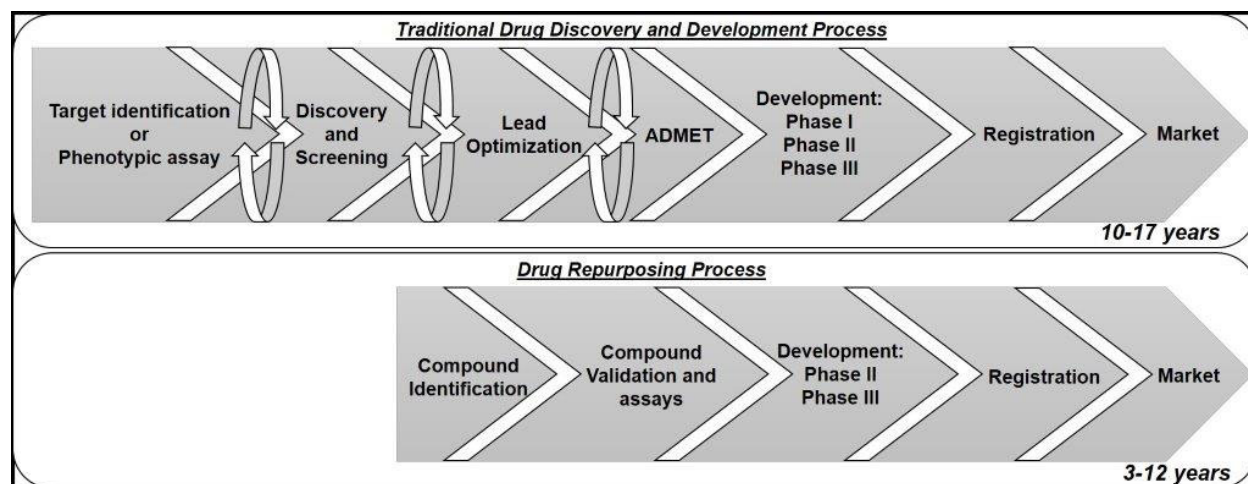 Traditional Drug Discovery and Development Process
Target identification
or
Phenotypic assay
Discovery
and
Screening
Lead
Optimization
ADMET
Development:
Phase I
Phase II
Phase III
Registration
Market
10-17 years
Drug Repurposing Process
Compound
Identification
Compound
Validation and
assays
Development:
Phase II
Phase III
Registration
Market
3-12 years